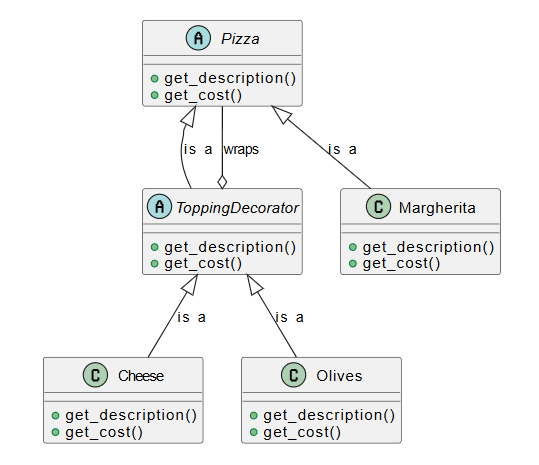 A Pizza
get_description()
get_cost()
is a wraps is a
A ToppingDecorator
get_description()
get_cost()
C Margherita
get_description()
get_cost()
is a is a
C Cheese
get_description()
get_cost()
C Olives
get_description()
get_cost()